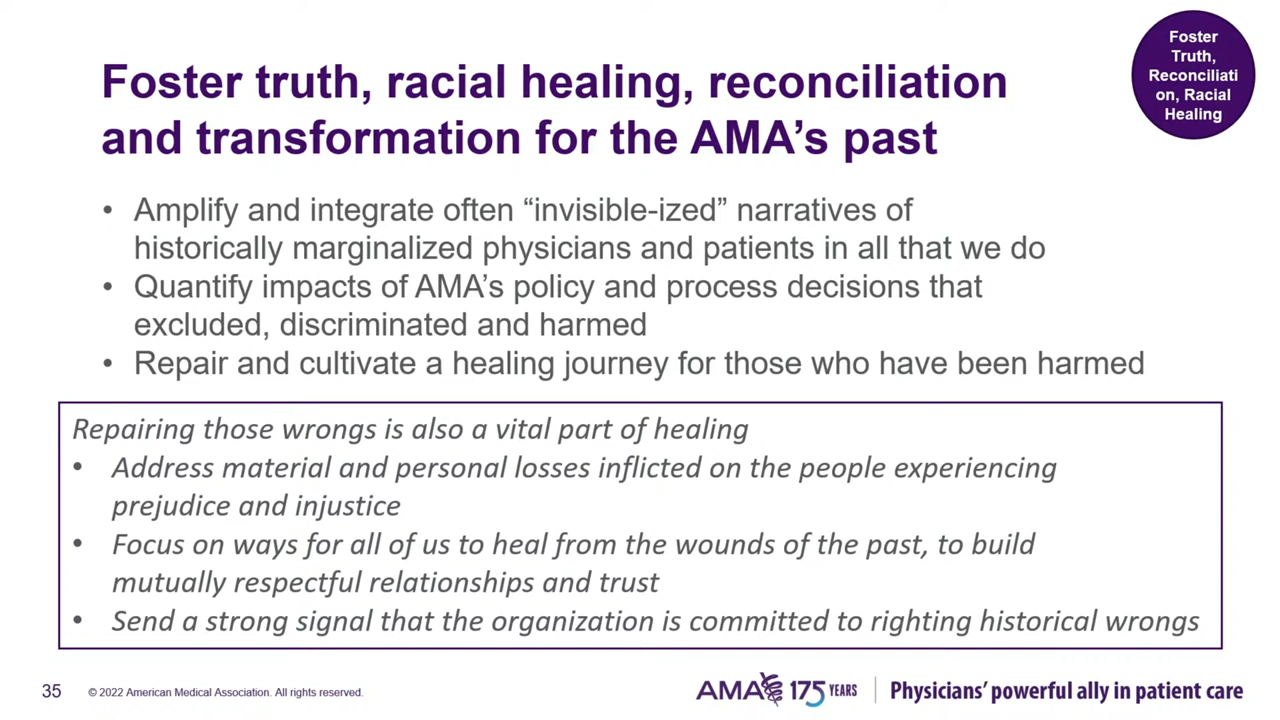 Foster truth, racial healing, reconciliation
and transformation for the AMA’s past
Foster
Truth,
Reconciliati
on, Racial
Healing
• Amplify and integrate often “invisible-ized” narratives of
historically marginalized physicians and patients in all that we do
• Quantify impacts of AMA’s policy and process decisions that
excluded, discriminated and harmed
• Repair and cultivate a healing journey for those who have been harmed
Repairing those wrongs is also a vital part of healing
• Address material and personal losses inflicted on the people experiencing
prejudice and injustice
• Focus on ways for all of us to heal from the wounds of the past, to build
mutually respectful relationships and trust
• Send a strong signal that the organization is committed to righting historical wrongs
35 © 2022 American Medical Association. All rights reserved.
AMA 175 YEARS | Physicians’ powerful ally in patient care